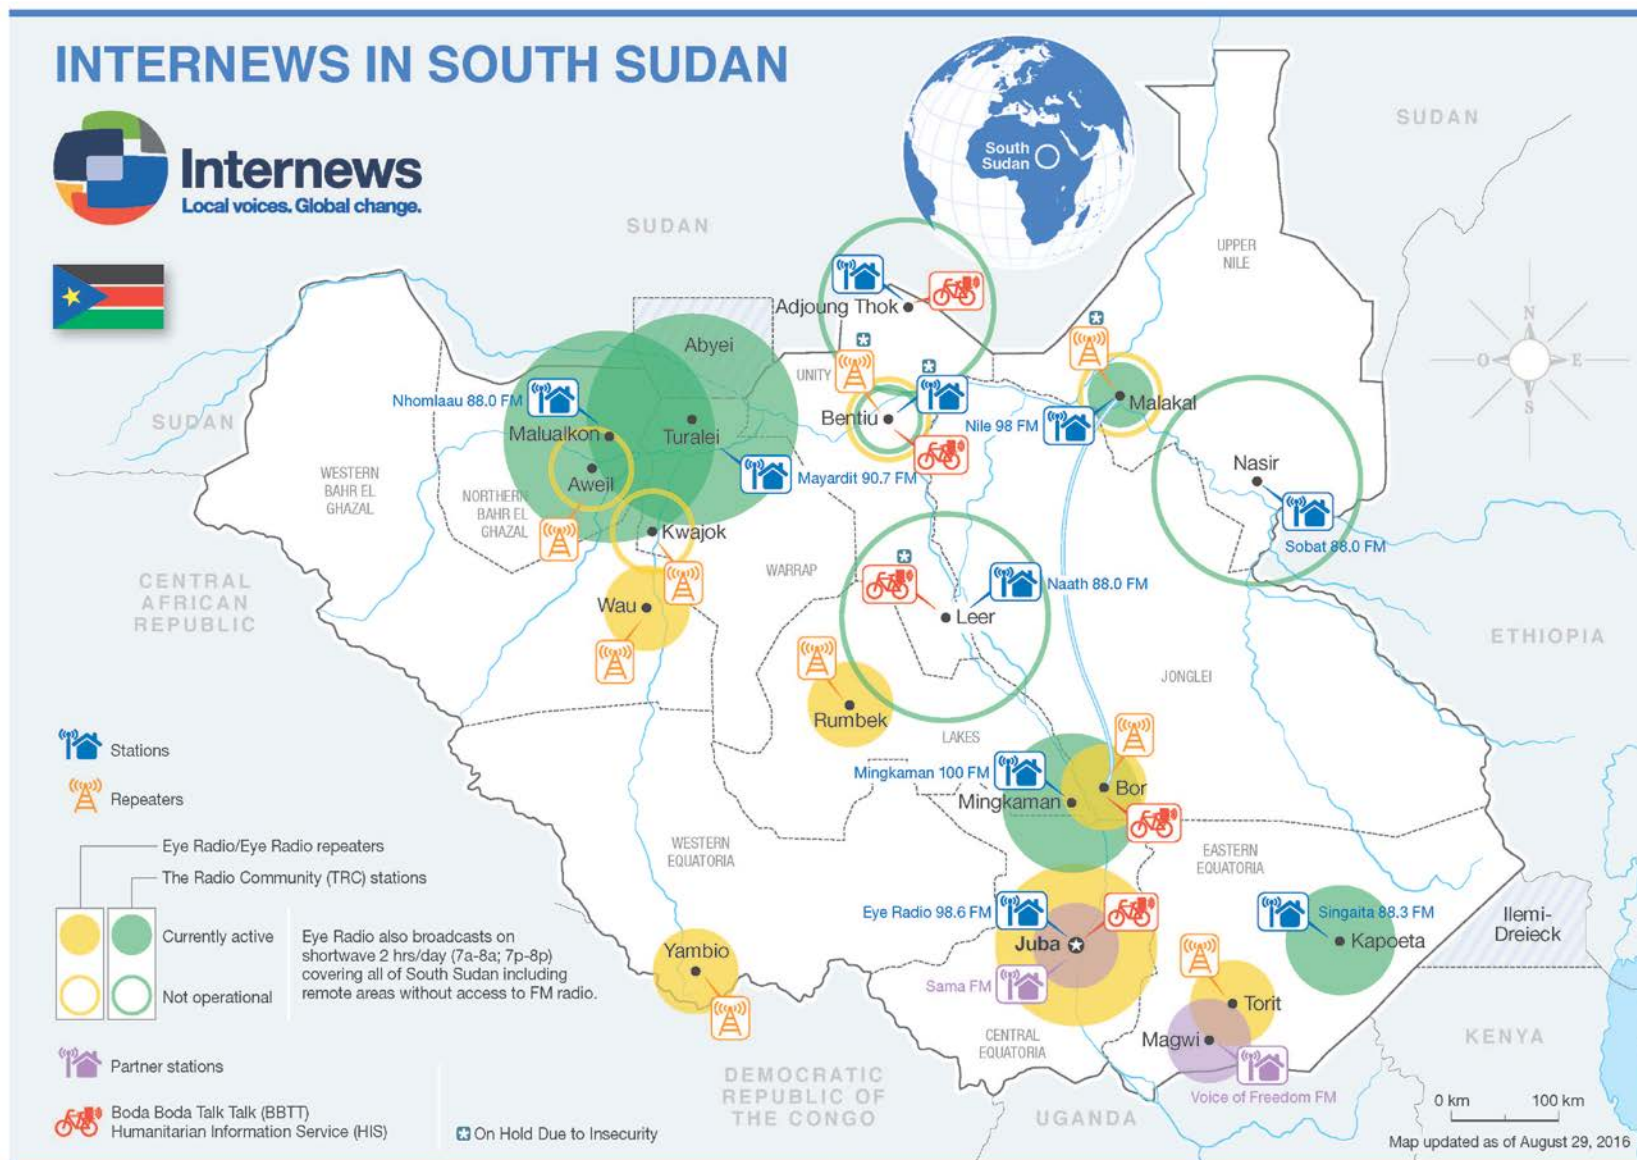 INTERNEWS IN SOUTH SUDAN
Internews
Local voices. Global change.
South
Sudan
SUDAN
SUDAN
SUDAN
UPPER
NILE
N
O
E
S
Adjoung Thok
Abyei
UNITY
Nhomlaau 88.0 FM
Malualkon
Turalei
Bentiu
Malakal
Nile 98 FM
Mayardit 90.7 FM
Nasir
Sobat 88.0 FM
WESTERN
BAHR EL
GHAZAL
NORTHERN
BAHR EL
GHAZAL
Aweil
Kwajok
WARRAP
Naath 88.0 FM
Leer
Wau
CENTRAL
AFRICAN
REPUBLIC
ETHIOPIA
JONGLEI
Rumbek
LAKES
Mingkaman 100 FM
Mingkaman
Bor
WESTERN
EQUATORIA
EASTERN
EQUATORIA
Eye Radio 98.6 FM
Juba
Sama FM
Singaita 88.3 FM
Kapoeta
Ilemi-
Dreieck
Yambio
Torit
Magwi
Voice of Freedom FM
CENTRAL
EQUATORIA
KENYA
DEMOCRATIC
REPUBLIC OF
THE CONGO
UGANDA
Stations
Repeaters
Eye Radio/Eye Radio repeaters
The Radio Community (TRC) stations
Currently active
Not operational
Eye Radio also broadcasts on
shortwave 2 hrs/day (7a-8a; 7p-8p)
covering all of South Sudan including
remote areas without access to FM radio.
Partner stations
Boda Boda Talk Talk (BBTT)
Humanitarian Information Service (HIS)
On Hold Due to Insecurity
0 km 100 km
Map updated as of August 29, 2016